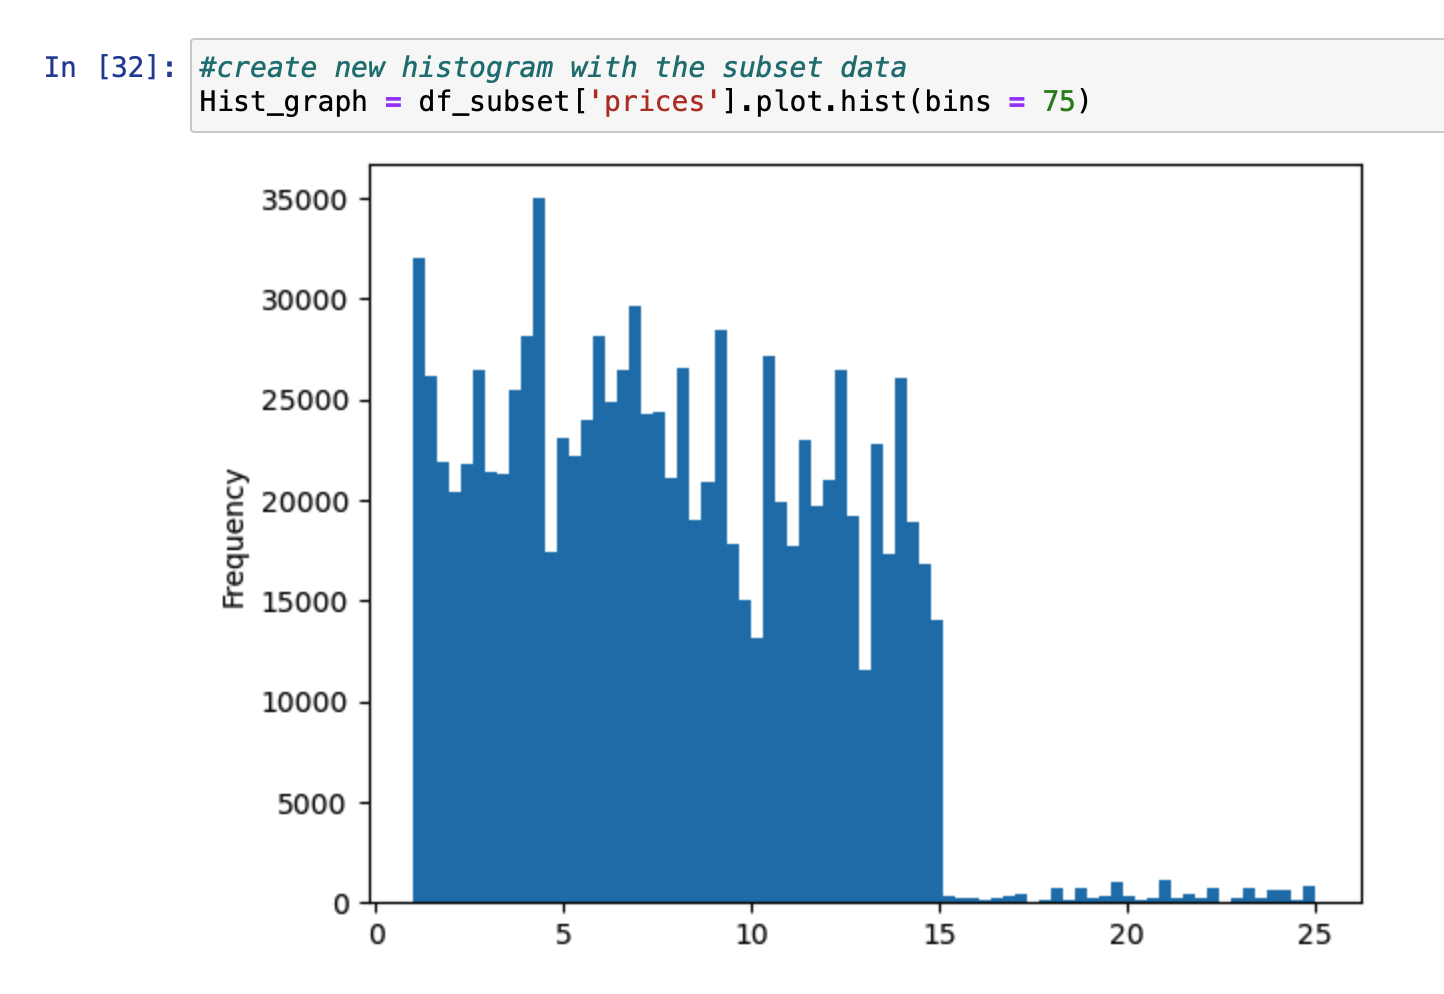 In [32]:
#create new histogram with the subset data
Hist_graph = df_subset['prices'].plot.hist(bins = 75)
35000
30000
25000
20000
15000
10000
5000
0
Frequency
0 5 10 15 20 25